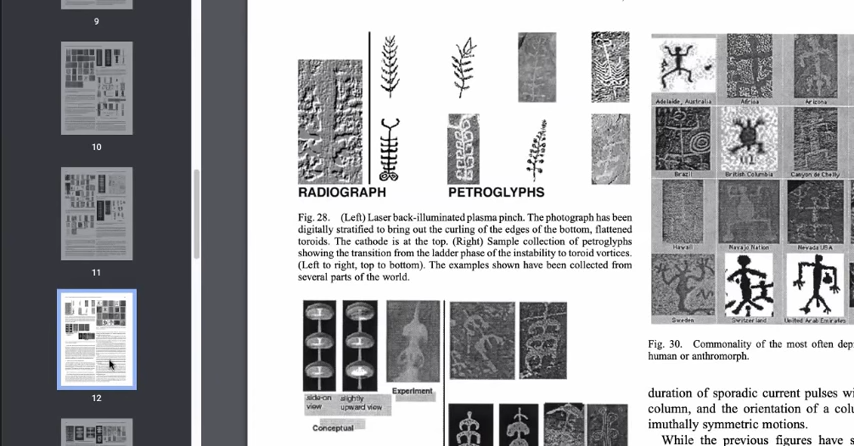 9
10
11
12
RADIOGRAPH
PETROGLYPHS
Fig. 28. (Left) Laser back-illuminated plasma pinch. The photograph has been
digitally stratified to bring out the curling of the edges of the bottom, flattened
toroids. The cathode is at the top. (Right) Sample collection of petroglyphs
showing the transition from the ladder phase of the instability to toroid vortices.
(Left to right, top to bottom). The examples shown have been collected from
several parts of the world.
side-on
view
slightly
upward view
Experiment
Conceptual
Adelaide, Australia
Africa
Arizona
Brazil
British Columbia
Canyon de Chelly
Hawaii
Navajo Nation
Nevada USA
Sweden
Switzerland
United Arab Emirates
Fig. 30. Commonality of the most often dep
human or anthromorph.
duration of sporadic current pulses wi
column, and the orientation of a colu
imuthally symmetric motions.
While the previous figures have s